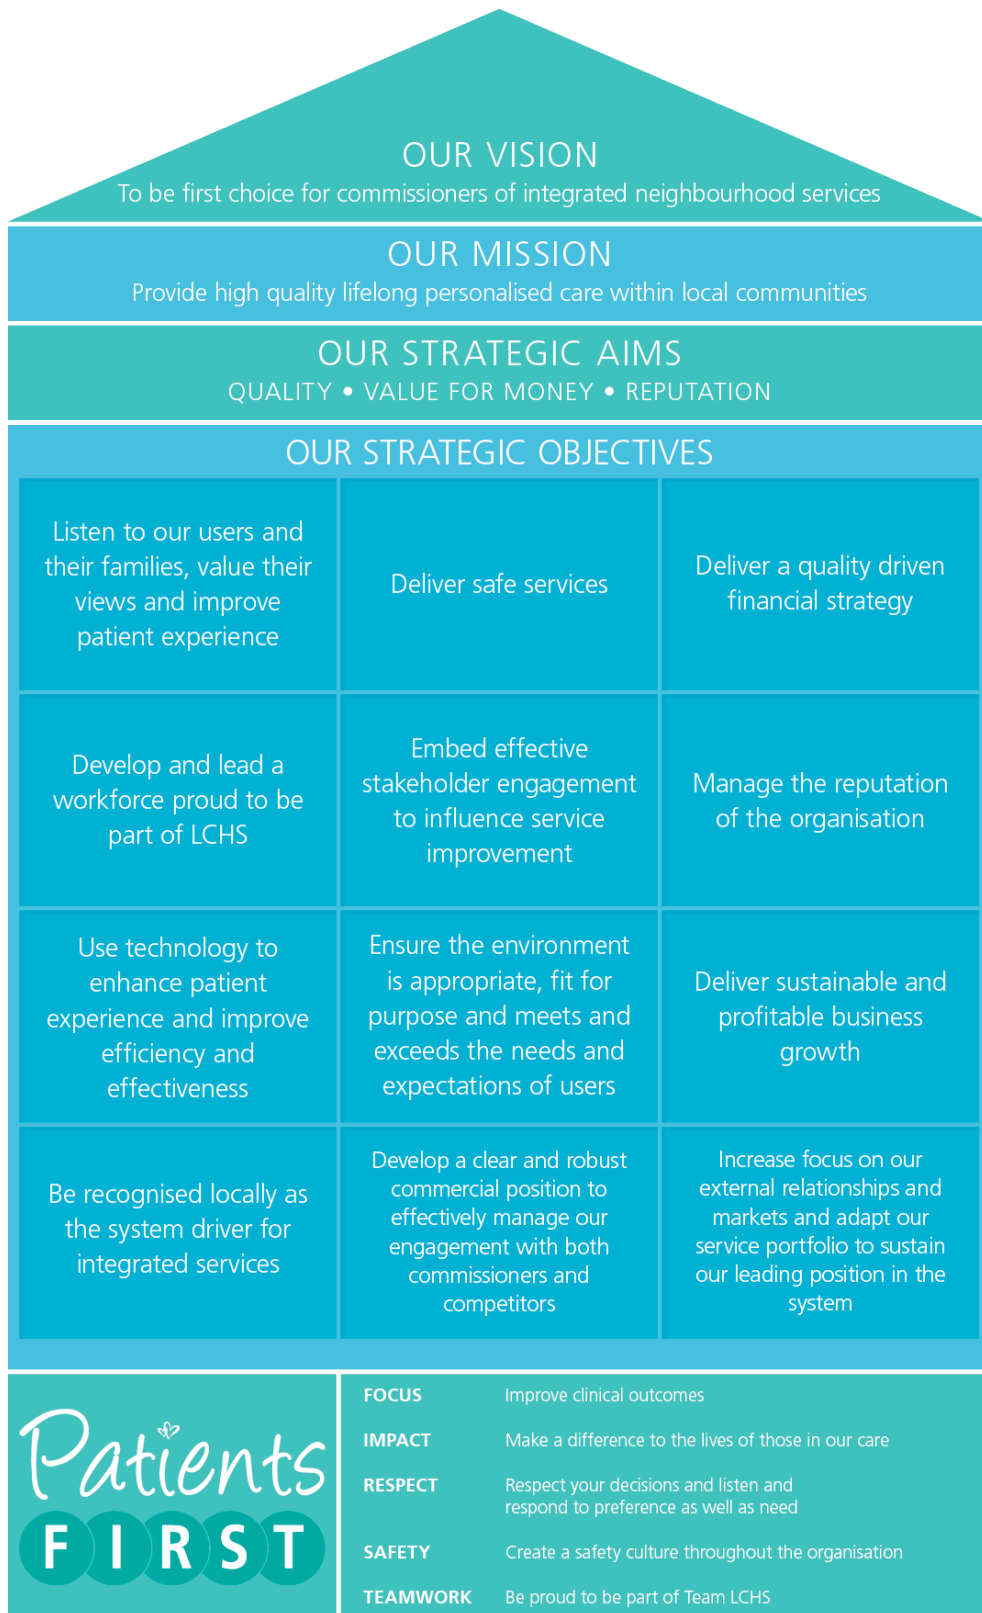 OUR VISION
To be first choice for commissioners of integrated neighbourhood services
OUR MISSION
Provide high quality lifelong personalised care within local communities
OUR STRATEGIC AIMS
QUALITY • VALUE FOR MONEY • REPUTATION
OUR STRATEGIC OBJECTIVES
Listen to our users and
their families, value their
views and improve
patient experience
Deliver safe services
Deliver a quality driven
financial strategy
Develop and lead a
workforce proud to be
part of LCHS
Embed effective
stakeholder engagement
to influence service
improvement
Manage the reputation
of the organisation
Use technology to
enhance patient
experience and improve
efficiency and
effectiveness
Ensure the environment
is appropriate, fit for
purpose and meets and
exceeds the needs and
expectations of users
Deliver sustainable and
profitable business
growth
Be recognised locally as
the system driver for
integrated services
Develop a clear and robust
commercial position to
effectively manage our
engagement with both
commissioners and
competitors
Increase focus on our
external relationships and
markets and adapt our
service portfolio to sustain
our leading position in the
system
Patients
FIRST
FOCUS Improve clinical outcomes
IMPACT Make a difference to the lives of those in our care
RESPECT Respect your decisions and listen and
respond to preference as well as need
SAFETY Create a safety culture throughout the organisation
TEAMWORK Be proud to be part of Team LCHS